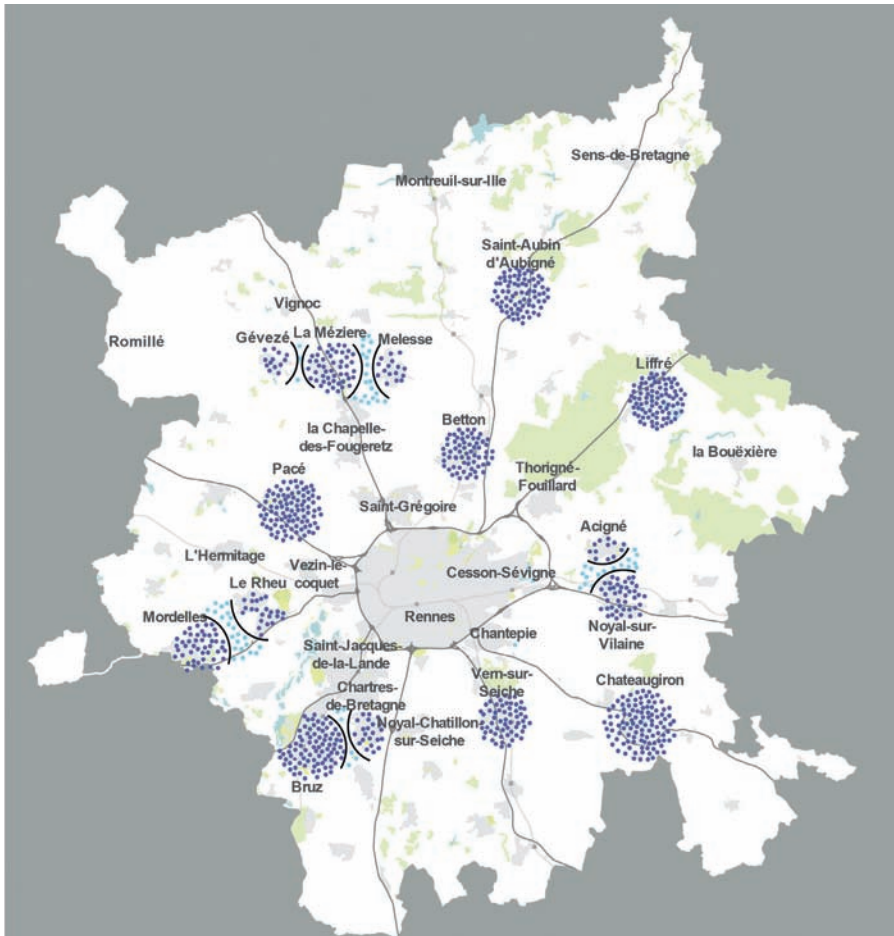 Sens-de-Bretagne
Montreuil-sur-Ille
Saint-Aubin
d'Aubigné
Vignoc
La Méziere
Gévezé
Melesse
Romillé
Liffré
Betton
la Chapelle-
des-Fougeretz
la Bouëxière
Pacé
Thorigné-
Fouillard
Saint-Grégoire
Acigné
L'Hermitage
Vezin-le-
coquet
Cesson-Sévigne
Le Rheu
Mordelles
Rennes
Noyal-sur-
Vilaine
Chantepie
Saint-Jacques-
de-la-Lande
Vern-sur-
Seiche
Chateaugiron
Chartres-
de-Bretagne
Noyal-Chatillon
sur-Seiche
Bruz